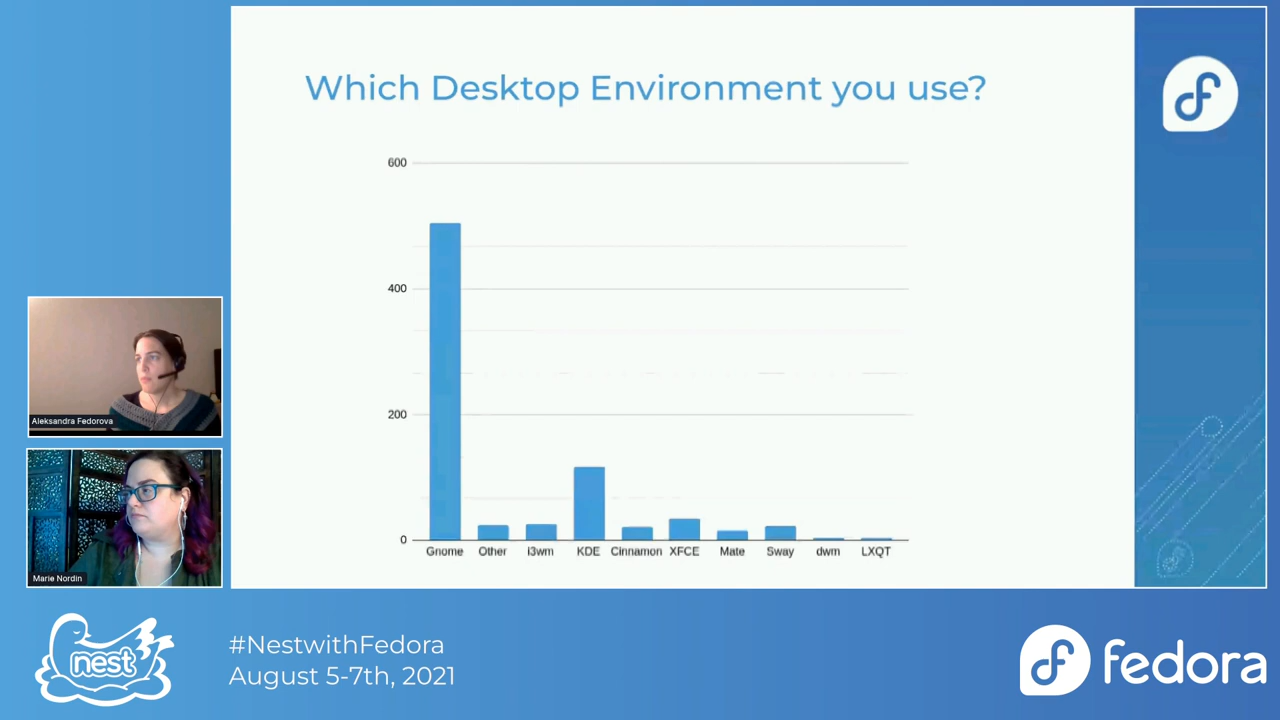 Which Desktop Environment you use?
600
400
200
0
Gnome Other i3wm KDE Cinnamon XFCE Mate Sway dwm LXQT
Aleksandra Fedorova
Marie Nordin
nest
#NestwithFedora
August 5-7th, 2021
fedora